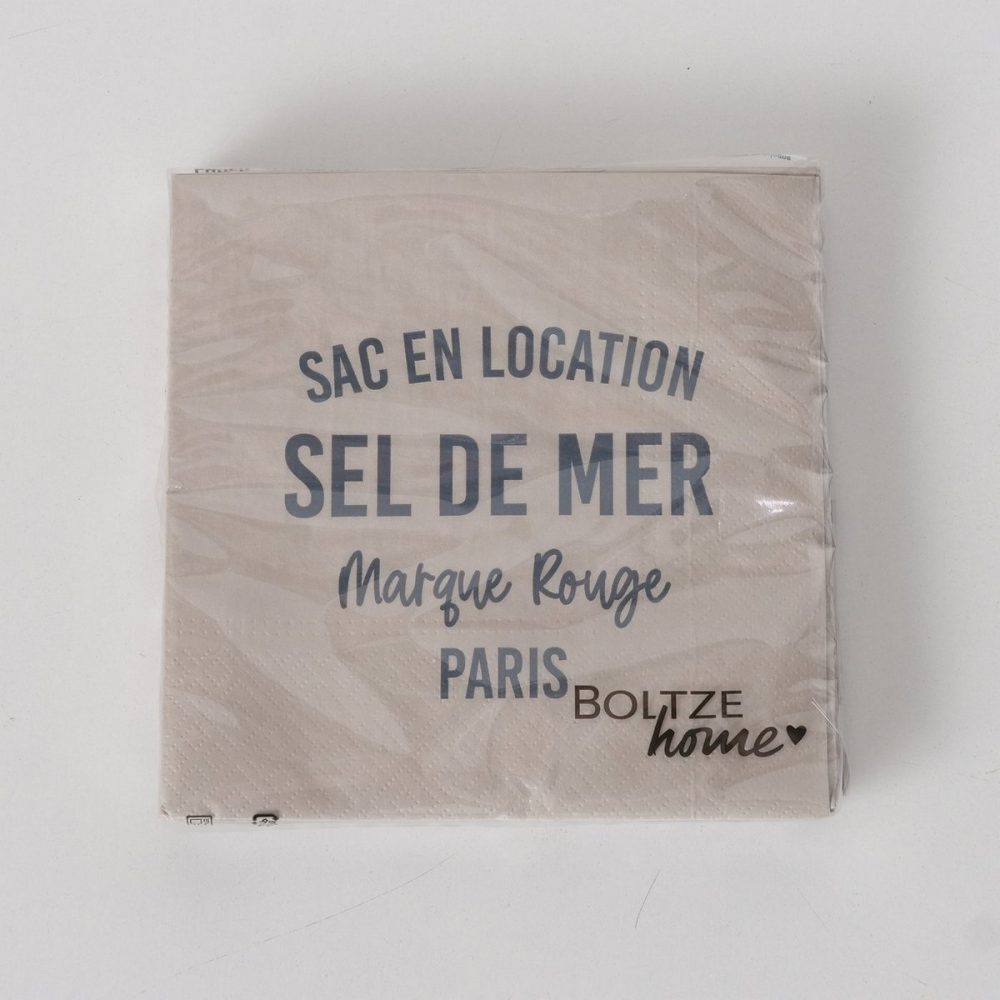 SAC EN LOCATION
SEL DE MER
Marque Rouge
PARIS
BOLTZE
home